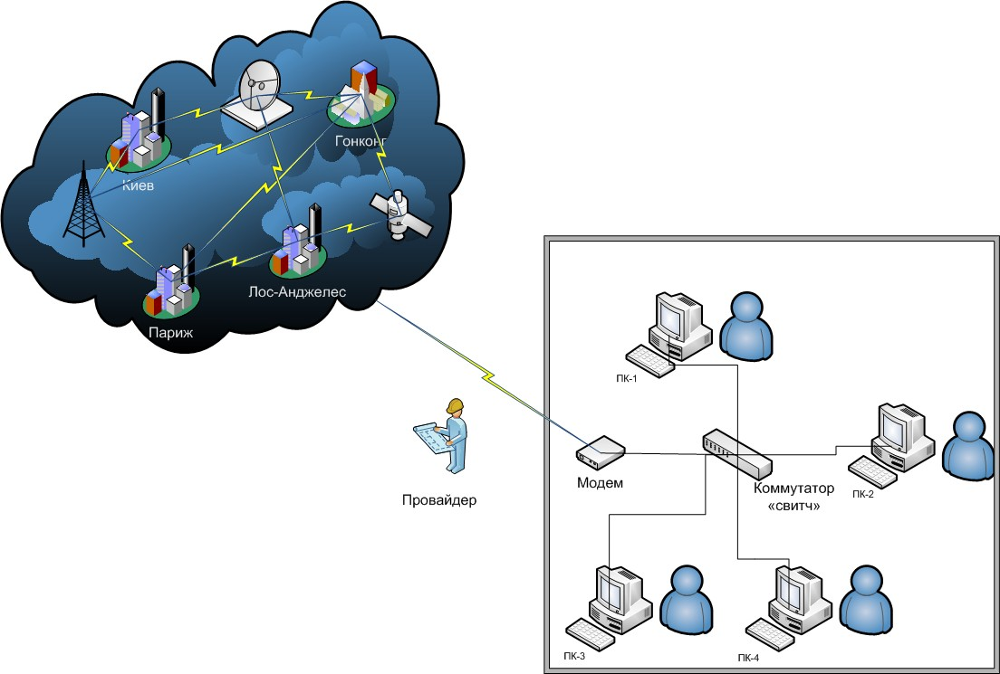 Гонконг
Киев
Лос-Анджелес
Париж
ПК-1
Модем
Коммутатор
«свитч»
ПК-2
Провайдер
ПК-3
ПК-4